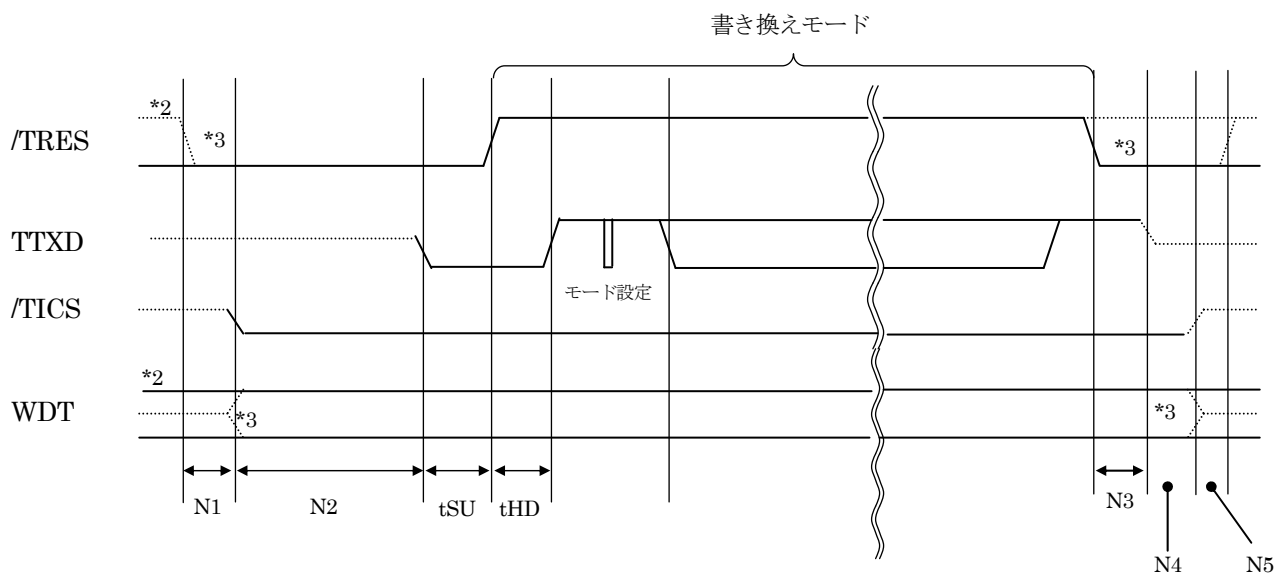 書き換えモード
*2
/TRES
*3
*3
TTXD
モード設定
/TICS
*2
WDT
*3
*3
N1
N2
tSU
tHD
N3
N4
N5